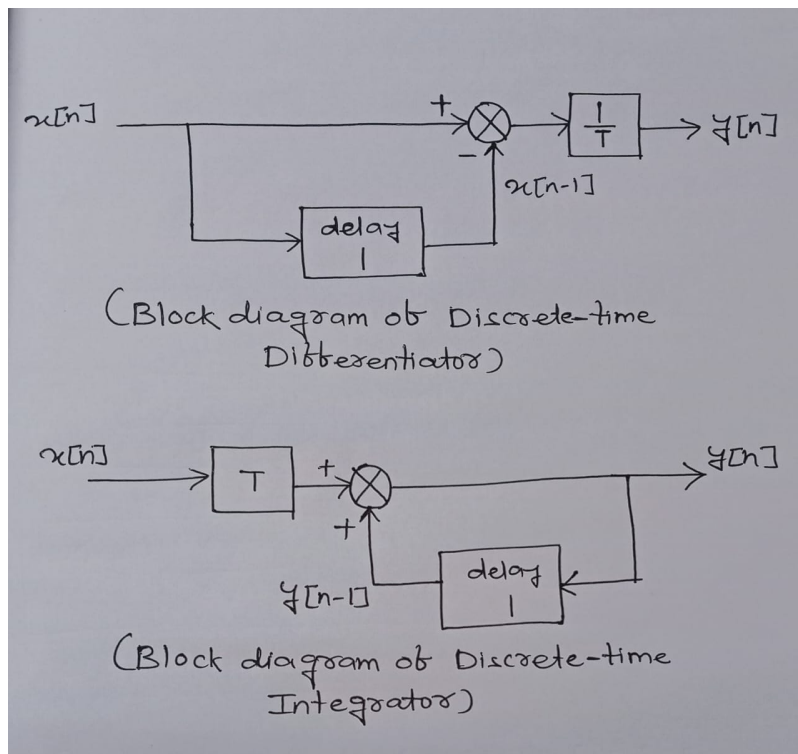 x[n]
+
-
1
T
y[n]
x[n-1]
delay
1
(Block diagram of Discrete-time
Differentiator)
x[n]
T
+
+
y[n]
y[n-1]
delay
1
(Block diagram of Discrete-time
Integrator)